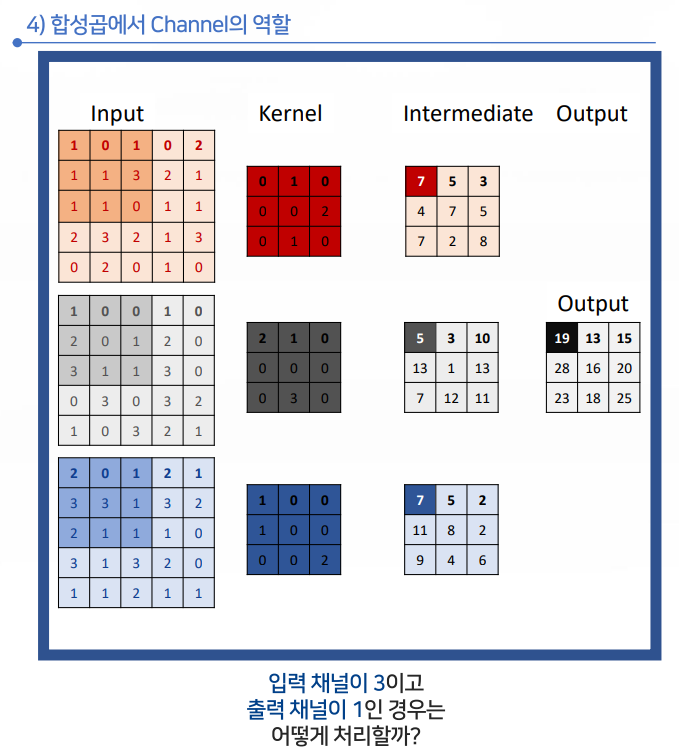 4) 합성곱에서 Channel의 역할
Input Kernel Intermediate Output
1 0 1 0 2
1 1 3 2 1
1 1 0 1 1
2 3 2 1 3
0 2 0 1 0
0 1 0
0 0 2
0 1 0
7 5 3
4 7 5
7 2 8
1 0 0 1 0
2 0 1 2 0
3 1 1 3 0
0 3 0 3 2
1 0 3 2 1
2 1 0
0 0 0
0 3 0
5 3 10
13 1 13
7 12 11
Output
19 13 15
28 16 20
23 18 25
2 0 1 2 1
3 3 1 3 2
2 1 1 1 0
3 1 3 2 0
1 1 2 1 1
1 0 0
1 0 0
0 0 2
7 5 2
11 8 2
9 4 6
입력 채널이 3이고
출력 채널이 1인 경우는
어떻게 처리할까?